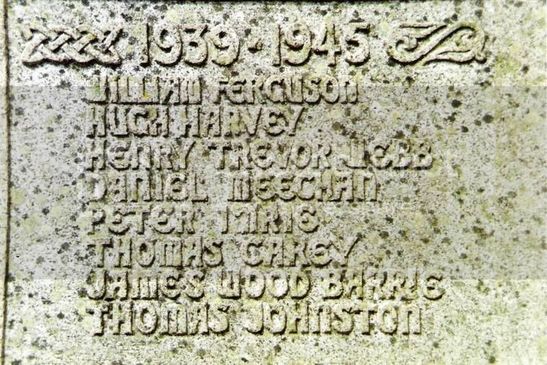 1939 · 1945
WILLIAM FERGUSON
HUGH HARVEY
HENRY TREVOR WEBB
DANIEL MEECHAN
PETER IMRIE
THOMAS CAREY
JAMES WOOD BARRIE
THOMAS JOHNSTON